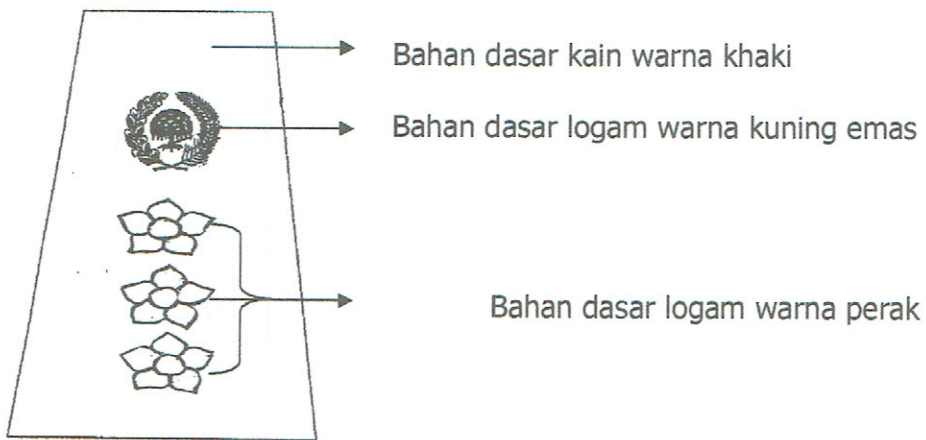 Bahan dasar kain warna khaki
Bahan dasar logam warna kuning emas
Bahan dasar logam warna perak